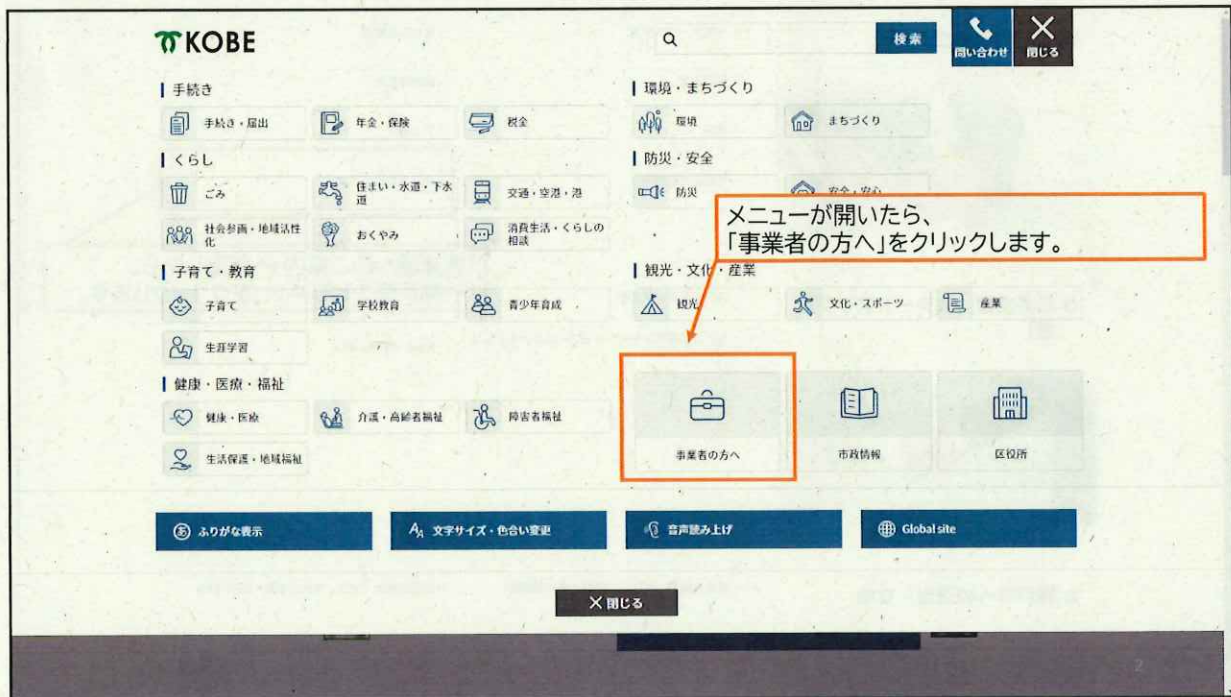 KOBE
検索
問い合わせ
閉じる
手続き
手続き・届出
年金・保険
税金
くらし
ごみ
住まい・水道・下水
道
交通・空港・港
社会参画・地域活性
化
おくやみ
消費生活・くらしの
相談
子育て・教育
子育て
学校教育
青少年育成
生涯学習
健康・医療・福祉
健康・医療
介護・高齢者福祉
障害者福祉
生活保護・地域福祉
環境・まちづくり
環境
まちづくり
防災・安全
防災
安全・安心
メニューが開いたら、
「事業者の方へ」をクリックします。
観光・文化・産業
観光
文化・スポーツ
産業
事業者の方へ
市政情報
区役所
あ ふりがな表示
AA 文字サイズ・色合い変更
音声読み上げ
Global site
閉じる
2